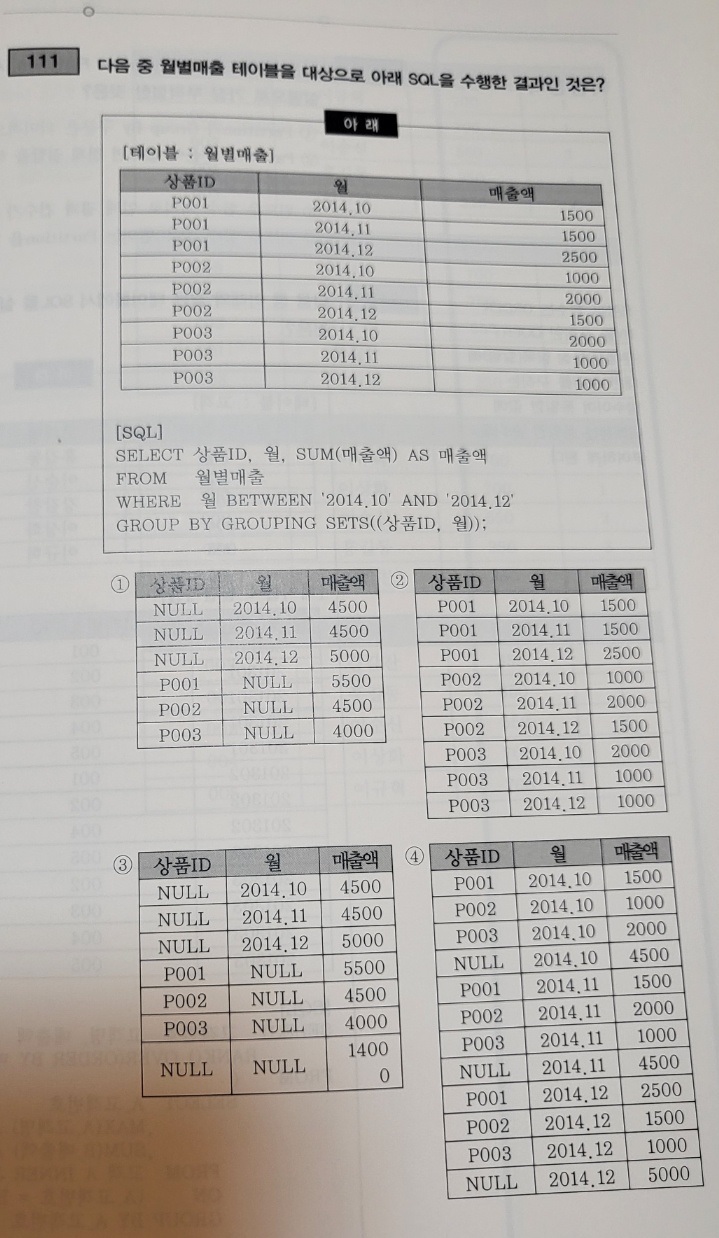 111 다음 중 월별매출 테이블을 대상으로 아래 SQL을 수행한 결과인 것은?
아 래
[테이블 : 월별매출]
상품ID 월 매출액
P001 2014.10 1500
P001 2014.11 1500
P001 2014.12 2500
P002 2014.10 1000
P002 2014.11 2000
P002 2014.12 1500
P003 2014.10 2000
P003 2014.11 1000
P003 2014.12 1000
[SQL]
SELECT 상품ID, 월, SUM(매출액) AS 매출액
FROM 월별매출
WHERE 월 BETWEEN '2014.10' AND '2014.12'
GROUP BY GROUPING SETS((상품ID, 월));
① 상품ID 월 매출액
NULL 2014.10 4500
NULL 2014.11 4500
NULL 2014.12 5000
P001 NULL 5500
P002 NULL 4500
P003 NULL 4000
② 상품ID 월 매출액
P001 2014.10 1500
P001 2014.11 1500
P001 2014.12 2500
P002 2014.10 1000
P002 2014.11 2000
P002 2014.12 1500
P003 2014.10 2000
P003 2014.11 1000
P003 2014.12 1000
③ 상품ID 월 매출액
NULL 2014.10 4500
NULL 2014.11 4500
NULL 2014.12 5000
P001 NULL 5500
P002 NULL 4500
P003 NULL 4000
NULL NULL 1400
0
④ 상품ID 월 매출액
P001 2014.10 1500
P002 2014.10 1000
P003 2014.10 2000
NULL 2014.10 4500
P001 2014.11 1500
P002 2014.11 2000
P003 2014.11 1000
NULL 2014.11 4500
P001 2014.12 2500
P002 2014.12 1500
P003 2014.12 1000
NULL 2014.12 5000